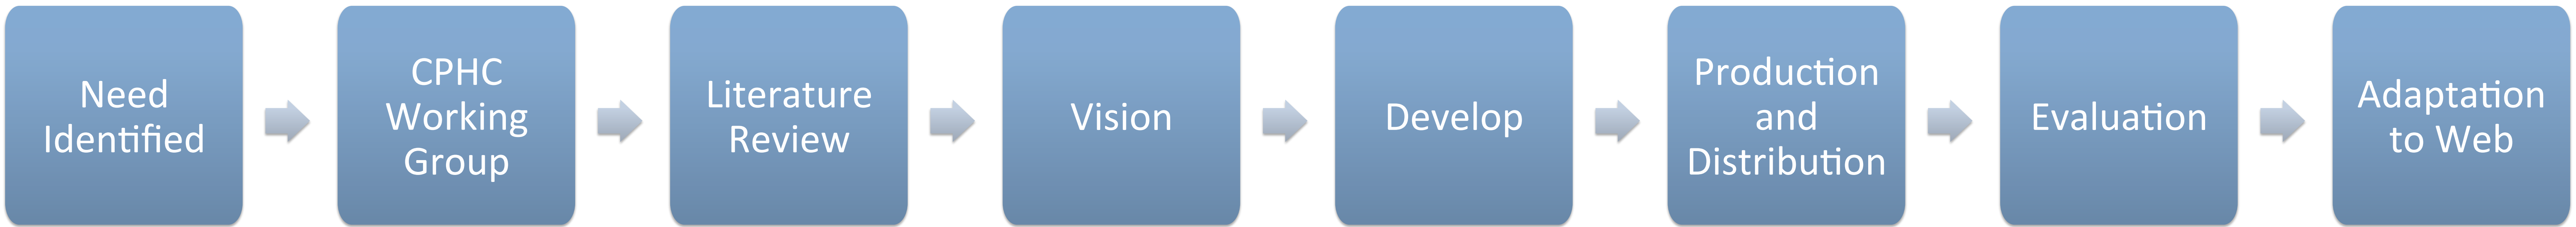 Need
Identified
CPHC
Working
Group
Literature
Review
Vision
Develop
Production
and
Distribution
Evaluation
Adaptation
to Web